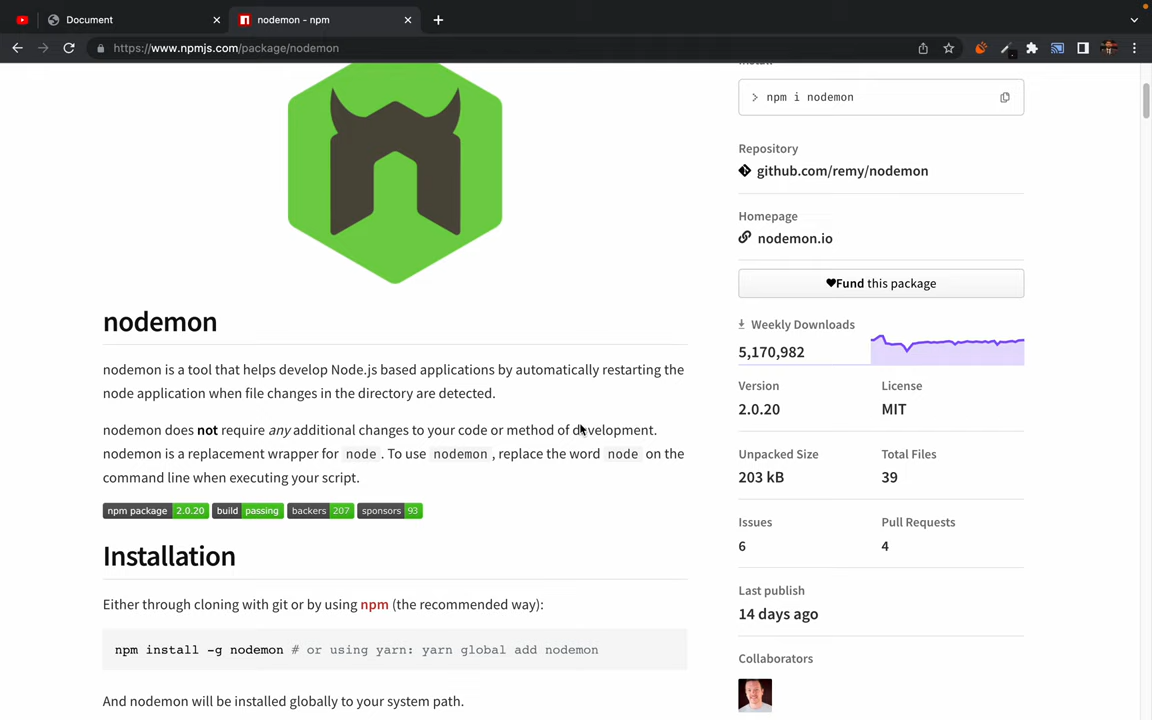 Document
nodemon - npm
https://www.npmjs.com/package/nodemon
nodemon
nodemon is a tool that helps develop Node.js based applications by automatically restarting the
node application when file changes in the directory are detected.
nodemon does not require any additional changes to your code or method of development.
nodemon is a replacement wrapper for node. To use nodemon, replace the word node on the
command line when executing your script.
npm package 2.0.20 build passing backers 207 sponsors 93
Installation
Either through cloning with git or by using npm (the recommended way):
npm install -g nodemon # or using yarn: yarn global add nodemon
And nodemon will be installed globally to your system path.
Install
> npm i nodemon
Repository
github.com/remy/nodemon
Homepage
nodemon.io
Fund this package
Weekly Downloads
5,170,982
Version License
2.0.20 MIT
Unpacked Size Total Files
203 kB 39
Issues Pull Requests
6 4
Last publish
14 days ago
Collaborators